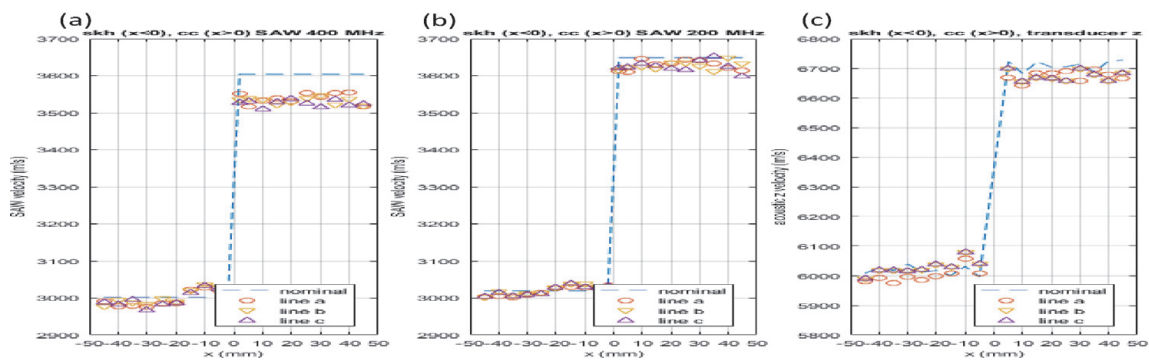 (a)
skh (x<0), cc (x>0) SAW 400 MHz
3700
3600
3500
3400
3300
3200
3100
3000
2900
SAW velocity (m/s)
-50 -40 -30 -20 -10 0 10 20 30 40 50
x (mm)
nominal
line a
line b
line c
(b)
skh (x<0), cc (x>0) SAW 200 MHz
3700
3600
3500
3400
3300
3200
3100
3000
2900
SAW velocity (m/s)
-50 -40 -30 -20 -10 0 10 20 30 40 50
x (mm)
nominal
line a
line b
line c
(c)
skh (x<0), cc (x>0), transducer z
6800
6700
6600
6500
6400
6300
6200
6100
6000
5900
5800
acoustic z velocity (m/s)
-50 -40 -30 -20 -10 0 10 20 30 40 50
x (mm)
nominal
line a
line b
line c